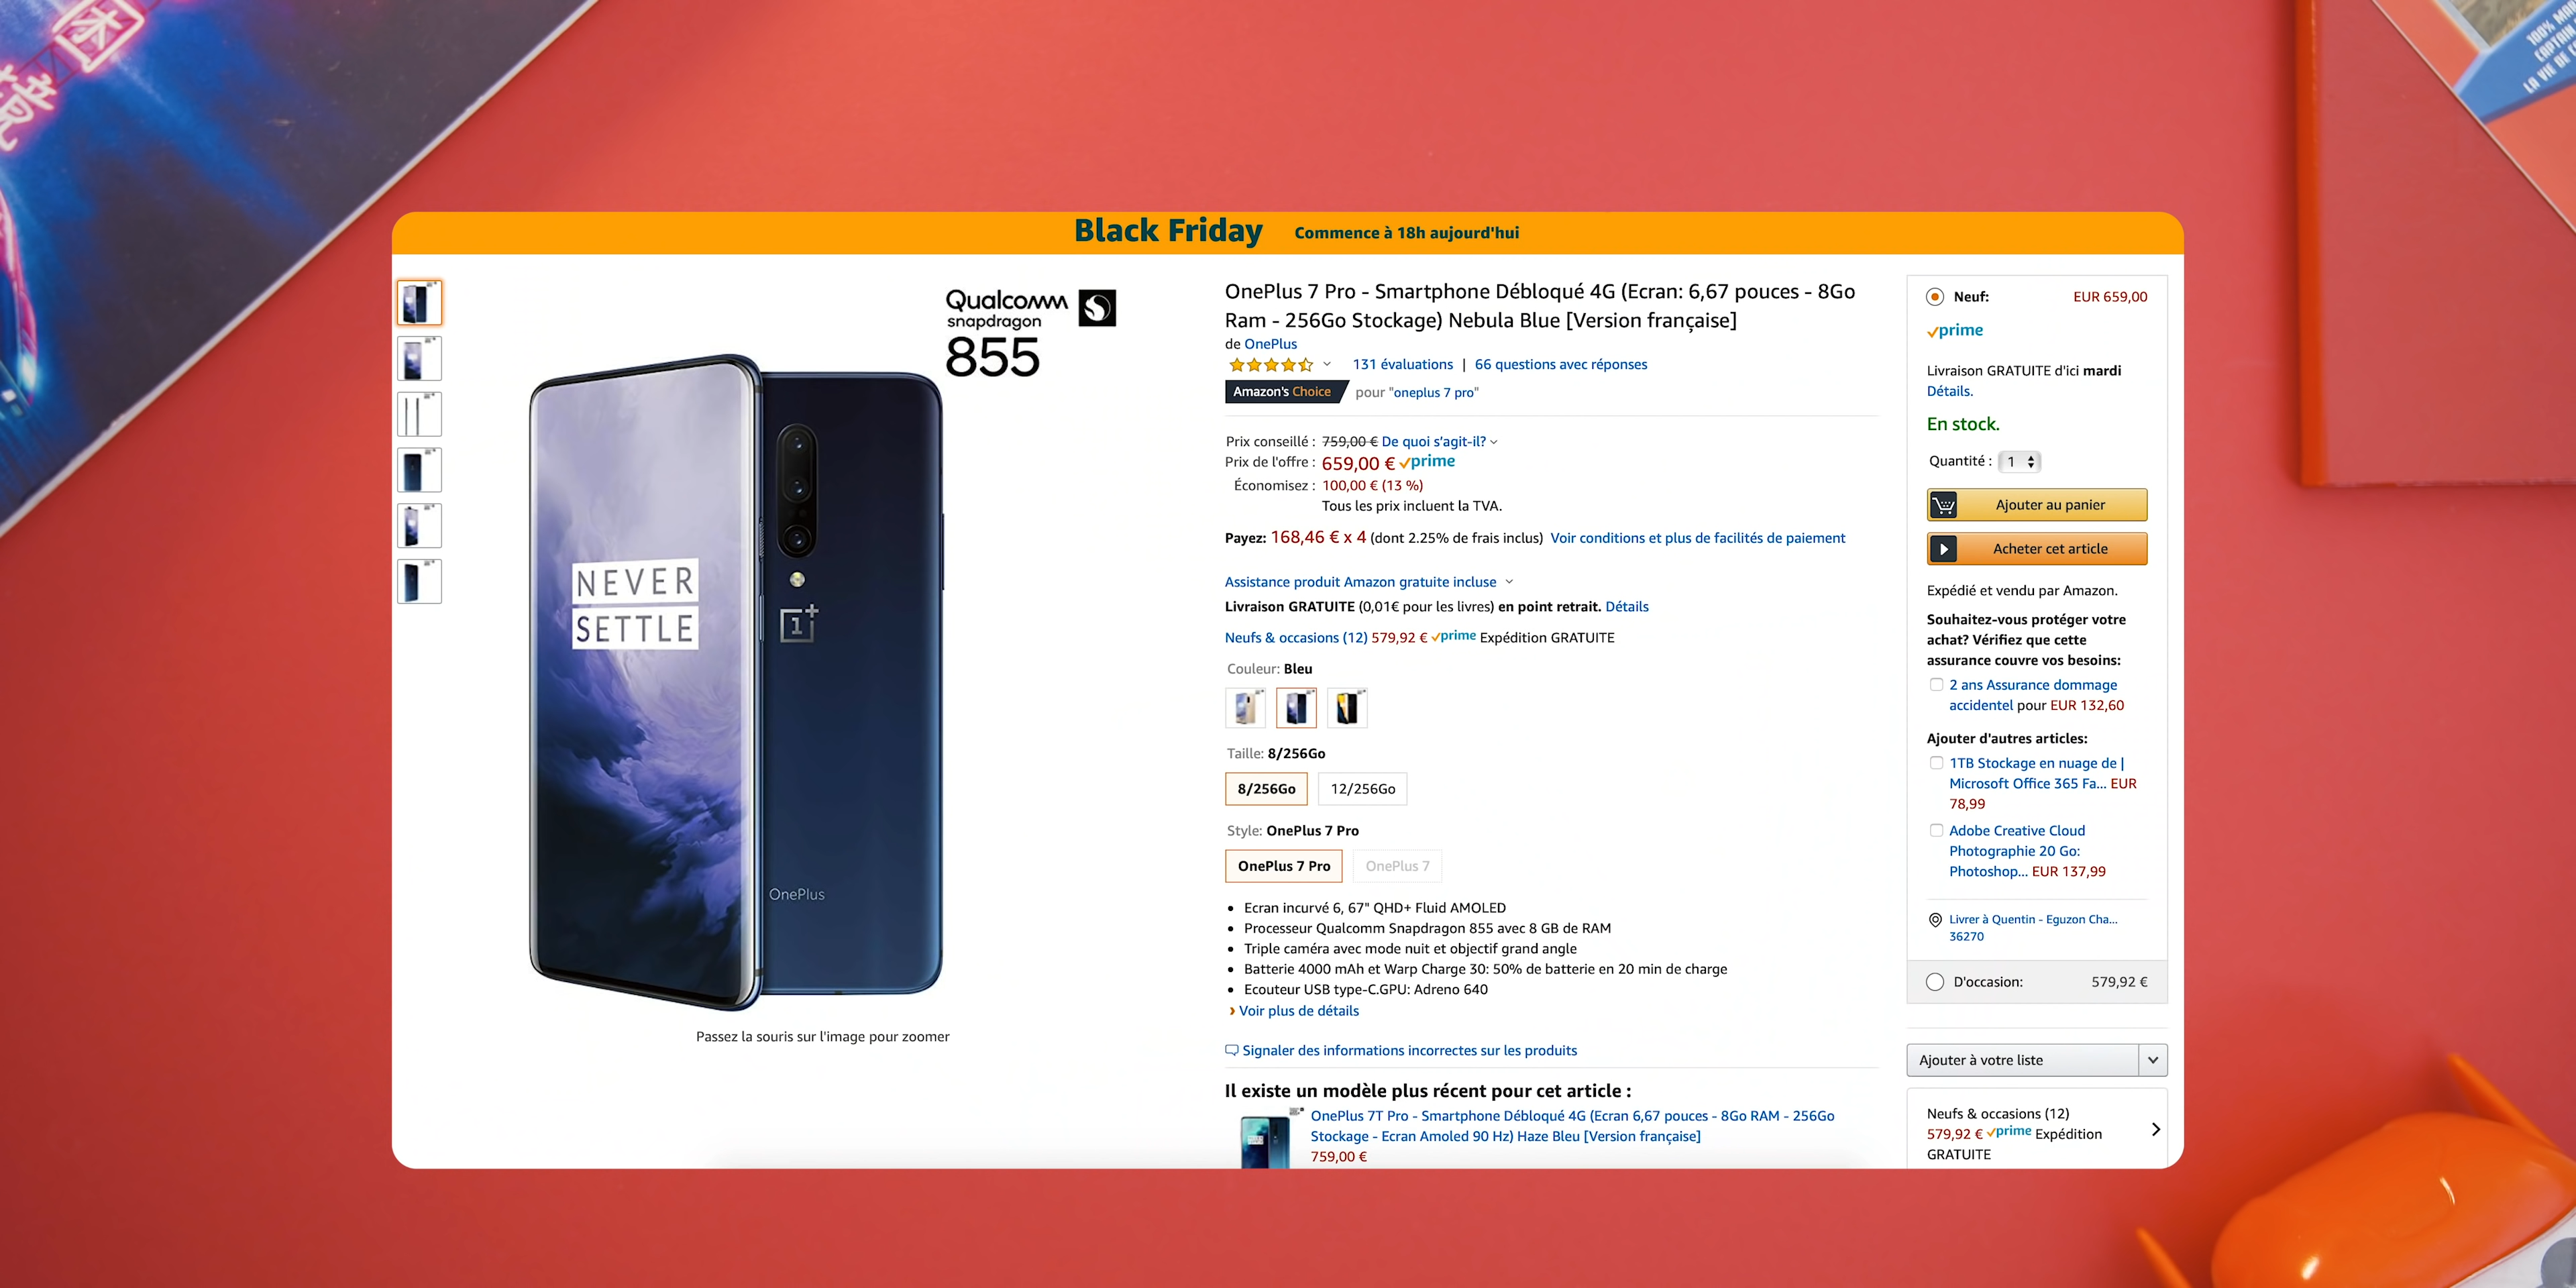 困
境
100% MAR
CAPTAIN
LA VIE DE
Black Friday Commence à 18h aujourd'hui
Qualcomm
snapdragon
855
NEVER
SETTLE
OnePlus
Passez la souris sur l'image pour zoomer
OnePlus 7 Pro - Smartphone Débloqué 4G (Ecran: 6,67 pouces - 8Go
Ram - 256Go Stockage) Nebula Blue [Version française]
de OnePlus
131 évaluations | 66 questions avec réponses
Amazon's Choice pour "oneplus 7 pro"
Prix conseillé : 759,00 € De quoi s'agit-il?
Prix de l'offre : 659,00 € prime
Économisez : 100,00 € (13 %)
Tous les prix incluent la TVA.
Payez: 168,46 € x 4 (dont 2.25% de frais inclus) Voir conditions et plus de facilités de paiement
Assistance produit Amazon gratuite incluse
Livraison GRATUITE (0,01€ pour les livres) en point retrait. Détails
Neufs & occasions (12) 579,92 € prime Expédition GRATUITE
Couleur: Bleu
Taille: 8/256Go
8/256Go 12/256Go
Style: OnePlus 7 Pro
OnePlus 7 Pro OnePlus 7
• Ecran incurvé 6, 67" QHD+ Fluid AMOLED
• Processeur Qualcomm Snapdragon 855 avec 8 GB de RAM
• Triple caméra avec mode nuit et objectif grand angle
• Batterie 4000 mAh et Warp Charge 30: 50% de batterie en 20 min de charge
• Ecouteur USB type-C.GPU: Adreno 640
› Voir plus de détails
Signaler des informations incorrectes sur les produits
Il existe un modèle plus récent pour cet article :
OnePlus 7T Pro - Smartphone Débloqué 4G (Ecran 6,67 pouces - 8Go RAM - 256Go
Stockage - Ecran Amoled 90 Hz) Haze Bleu [Version française]
759,00 €
Neuf: EUR 659,00
prime
Livraison GRATUITE d'ici mardi
Détails.
En stock.
Quantité : 1
Ajouter au panier
Acheter cet article
Expédié et vendu par Amazon.
Souhaitez-vous protéger votre
achat? Vérifiez que cette
assurance couvre vos besoins:
2 ans Assurance dommage
accidentel pour EUR 132,60
Ajouter d'autres articles:
1TB Stockage en nuage de |
Microsoft Office 365 Fa... EUR
78,99
Adobe Creative Cloud
Photographie 20 Go:
Photoshop... EUR 137,99
Livrer à Quentin - Eguzon Cha...
36270
D'occasion: 579,92 €
Ajouter à votre liste
Neufs & occasions (12)
579,92 € prime Expédition
GRATUITE